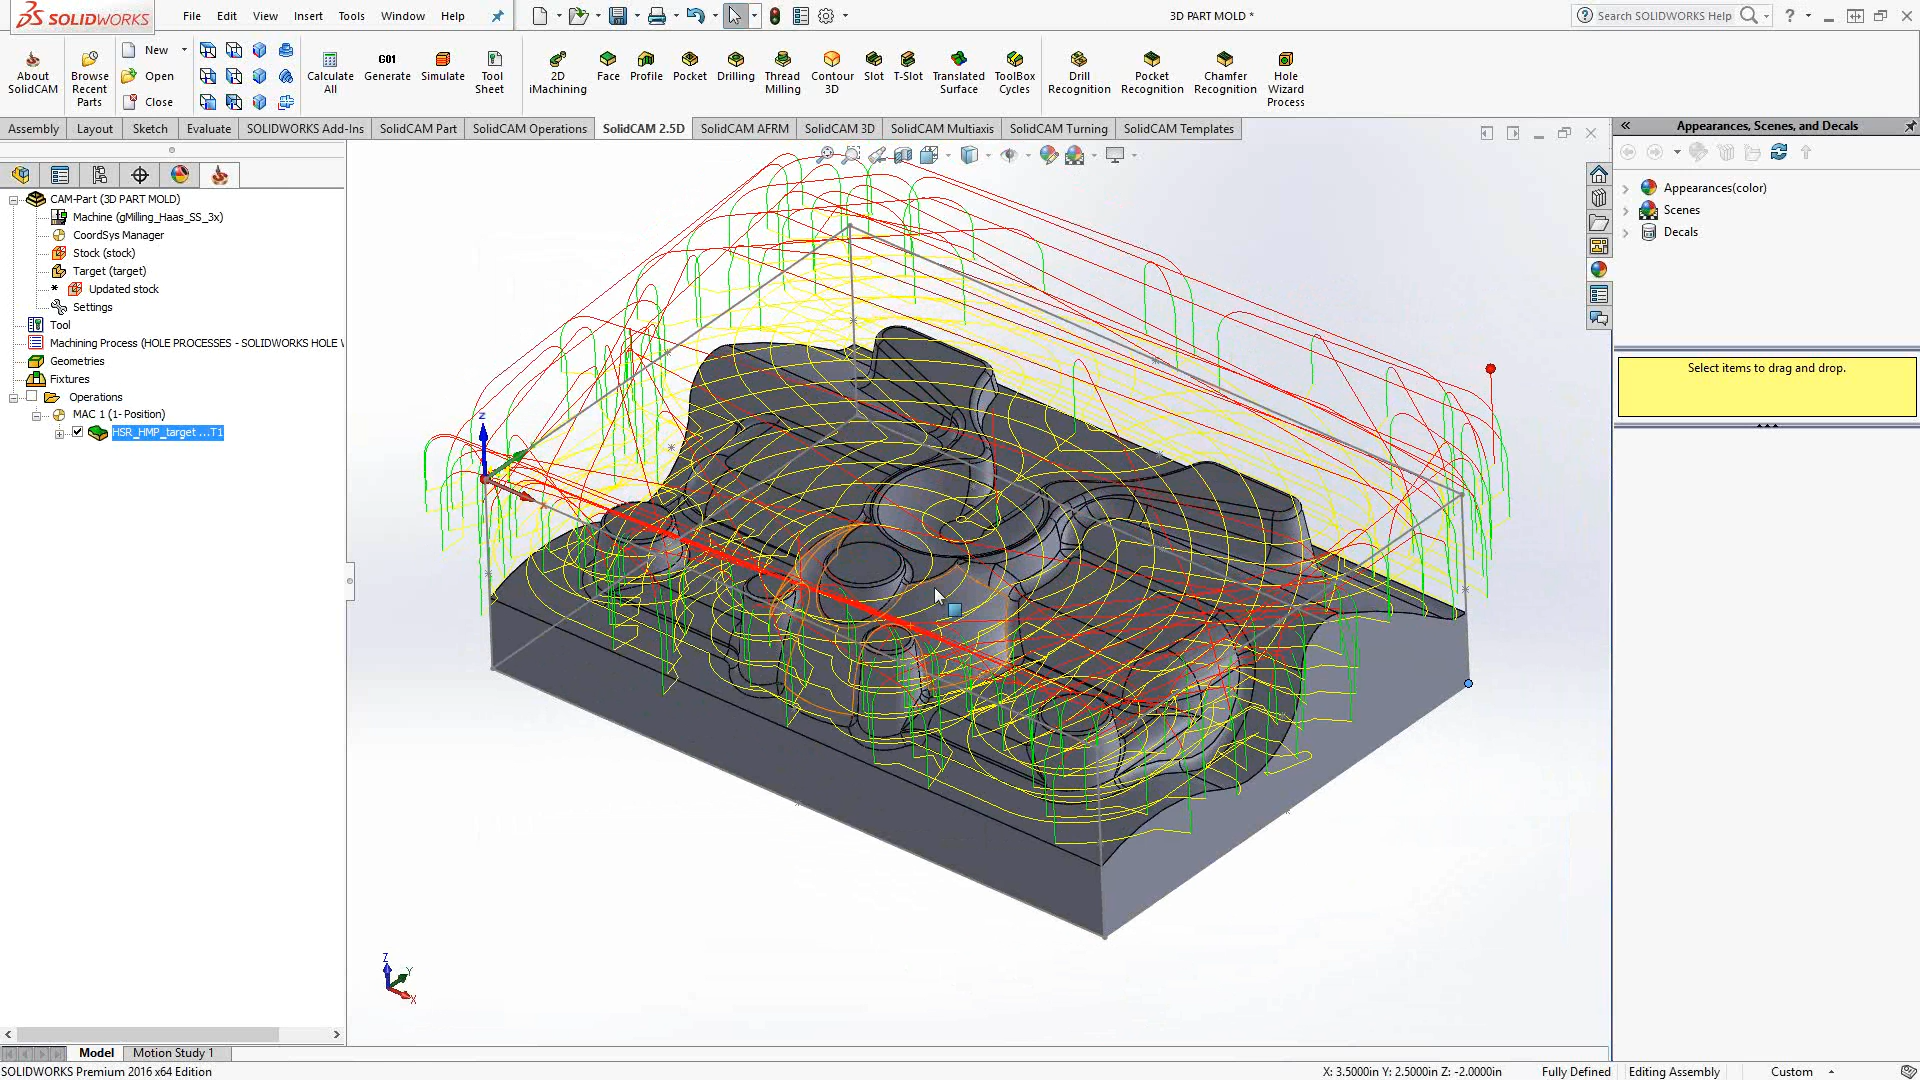 SOLIDWORKS File Edit View Insert Tools Window Help
3D PART MOLD *
Search SOLIDWORKS Help
About SolidCAM
Browse Recent Parts
New
Open
Close
Calculate All
G01
Generate
Simulate
Tool Sheet
2D iMachining
Face
Profile
Pocket
Drilling
Thread Milling
Contour 3D
Slot
T-Slot
Translated Surface
ToolBox Cycles
Drill Recognition
Pocket Recognition
Chamfer Recognition
Hole Wizard Process
Assembly Layout Sketch Evaluate SOLIDWORKS Add-Ins SolidCAM Part SolidCAM Operations SolidCAM 2.5D SolidCAM AFRM SolidCAM 3D SolidCAM Multiaxis SolidCAM Turning SolidCAM Templates
CAM-Part (3D PART MOLD)
Machine (gMilling_Haas_SS_3x)
CoordSys Manager
Stock (stock)
Target (target)
* Updated stock
Settings
Tool
Machining Process (HOLE PROCESSES - SOLIDWORKS HOLE
Geometries
Fixtures
Operations
MAC 1 (1- Position)
HSR_HMP_target ...T1
Z
Z
Y
X
Appearances, Scenes, and Decals
Appearances(color)
Scenes
Decals
Select items to drag and drop.
Model Motion Study 1
SOLIDWORKS Premium 2016 x64 Edition
X: 3.5000in Y: 2.5000in Z: -2.0000in Fully Defined Editing Assembly Custom